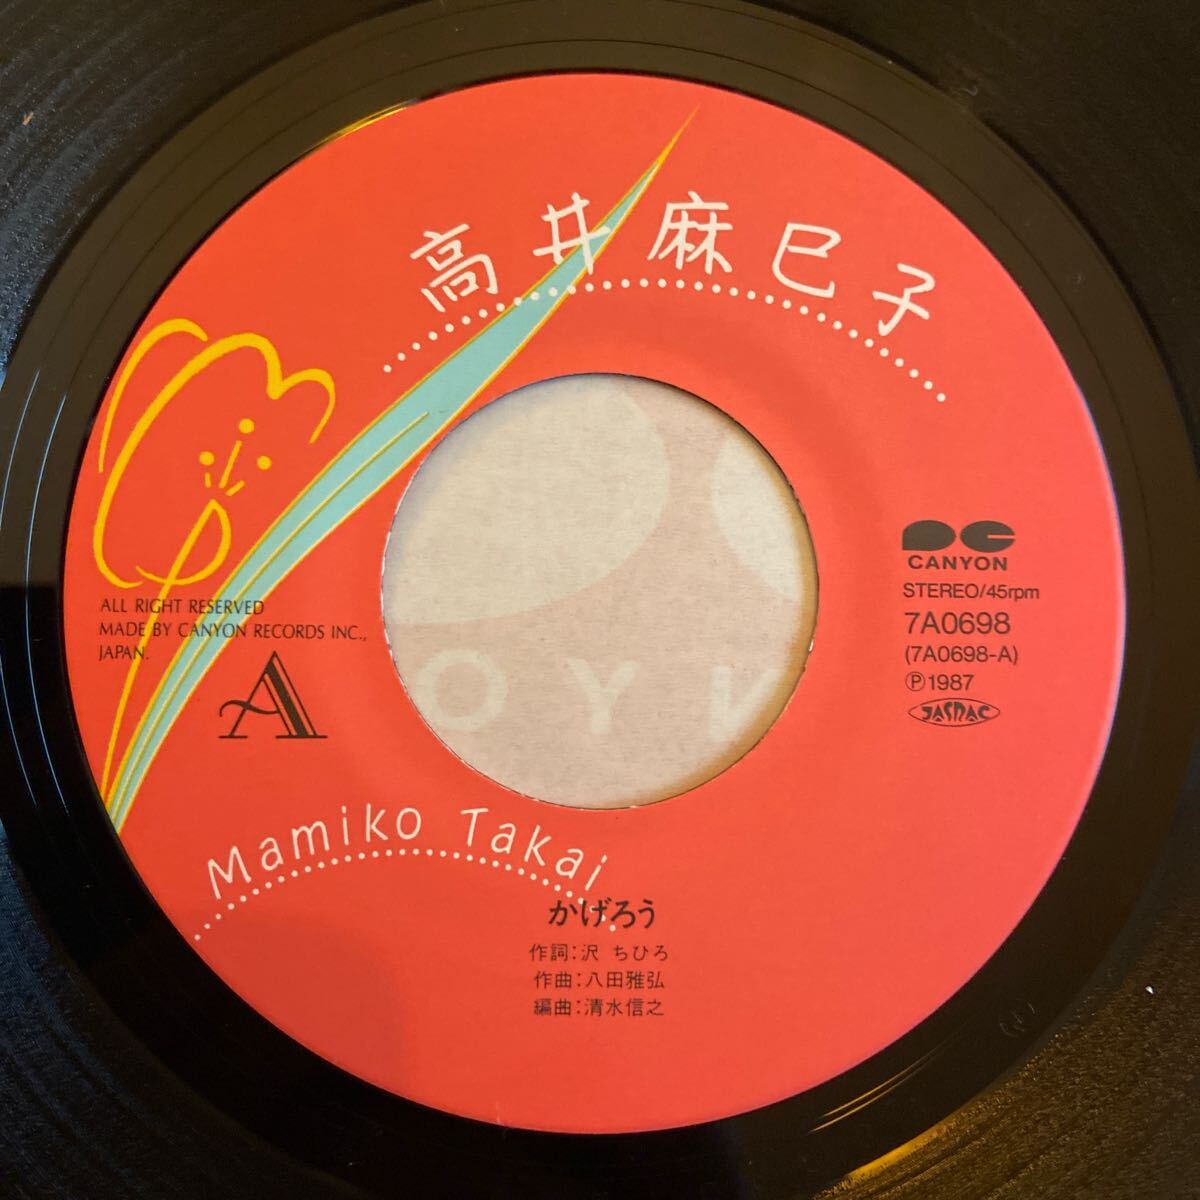 高井麻巳子
CANYON
STEREO/45rpm
7A0698
(7A0698-A)
Ⓟ1987
JASRAC
ALL RIGHT RESERVED
MADE BY CANYON RECORDS INC.,
JAPAN.
A
Mamiko Takai
かげろう
作詞:沢 ちひろ
作曲:八田雅弘
編曲:清水信之